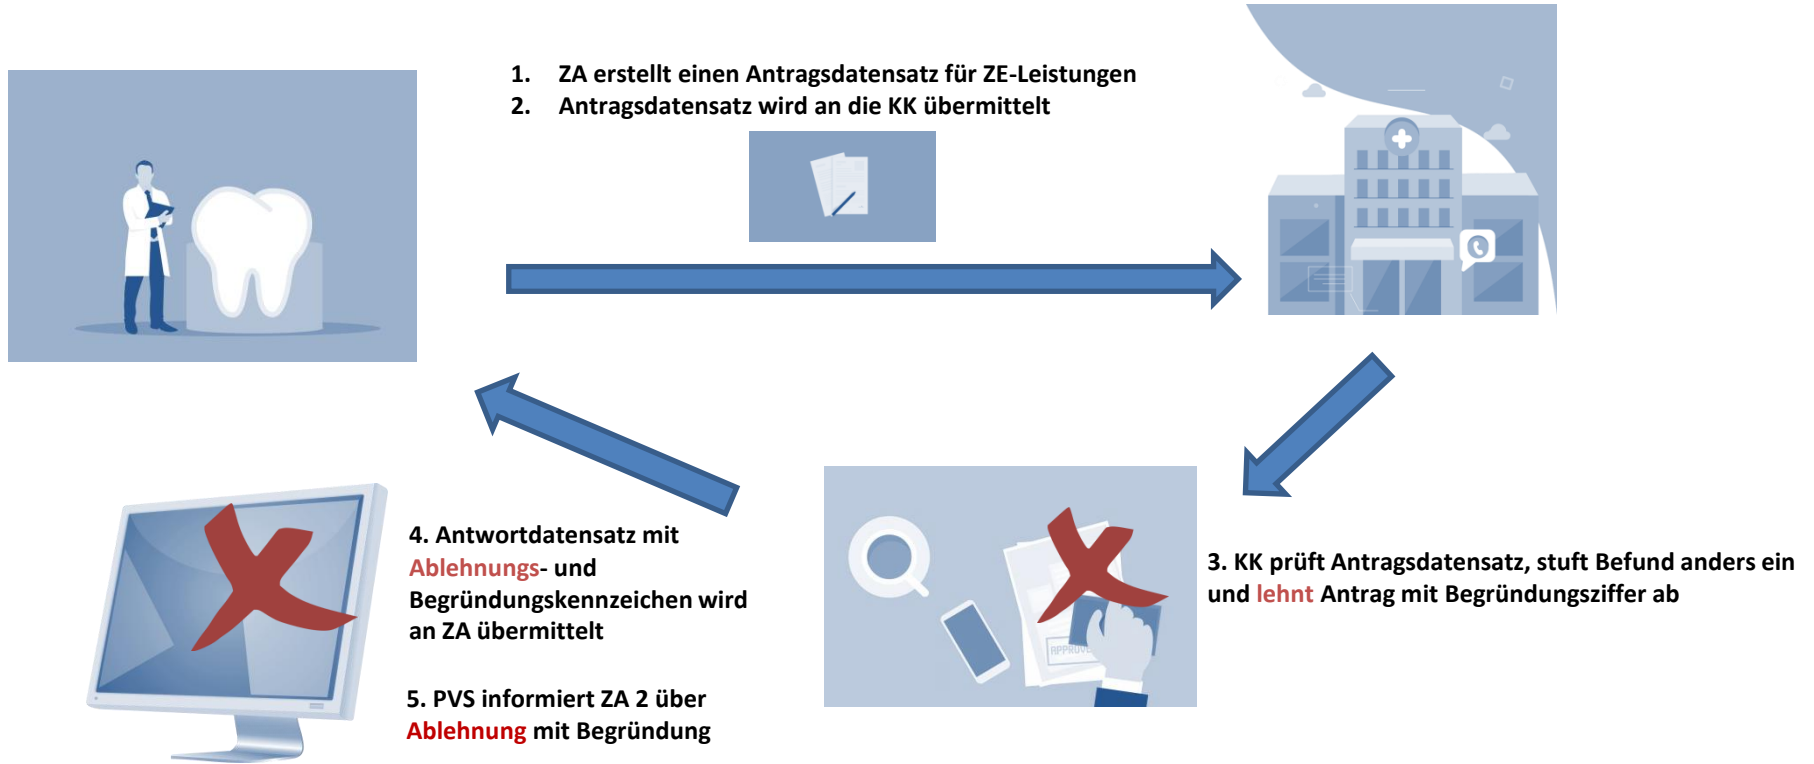 1. ZA erstellt einen Antragsdatensatz für ZE-Leistungen
2. Antragsdatensatz wird an die KK übermittelt
3. KK prüft Antragsdatensatz, stuft Befund anders ein
und lehnt Antrag mit Begründungsziffer ab
4. Antwortdatensatz mit
Ablehnungs- und
Begründungskennzeichen wird
an ZA übermittelt
5. PVS informiert ZA 2 über
Ablehnung mit Begründung